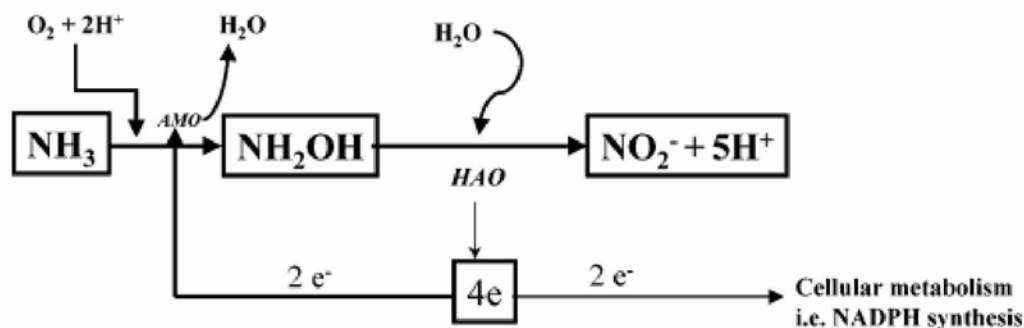 O₂ + 2H⁺
H₂O
H₂O
AMO
NH₃
NH₂OH
NO₂⁻ + 5H⁺
HAO
2 e⁻
4e
2 e⁻
Cellular metabolism
i.e. NADPH synthesis